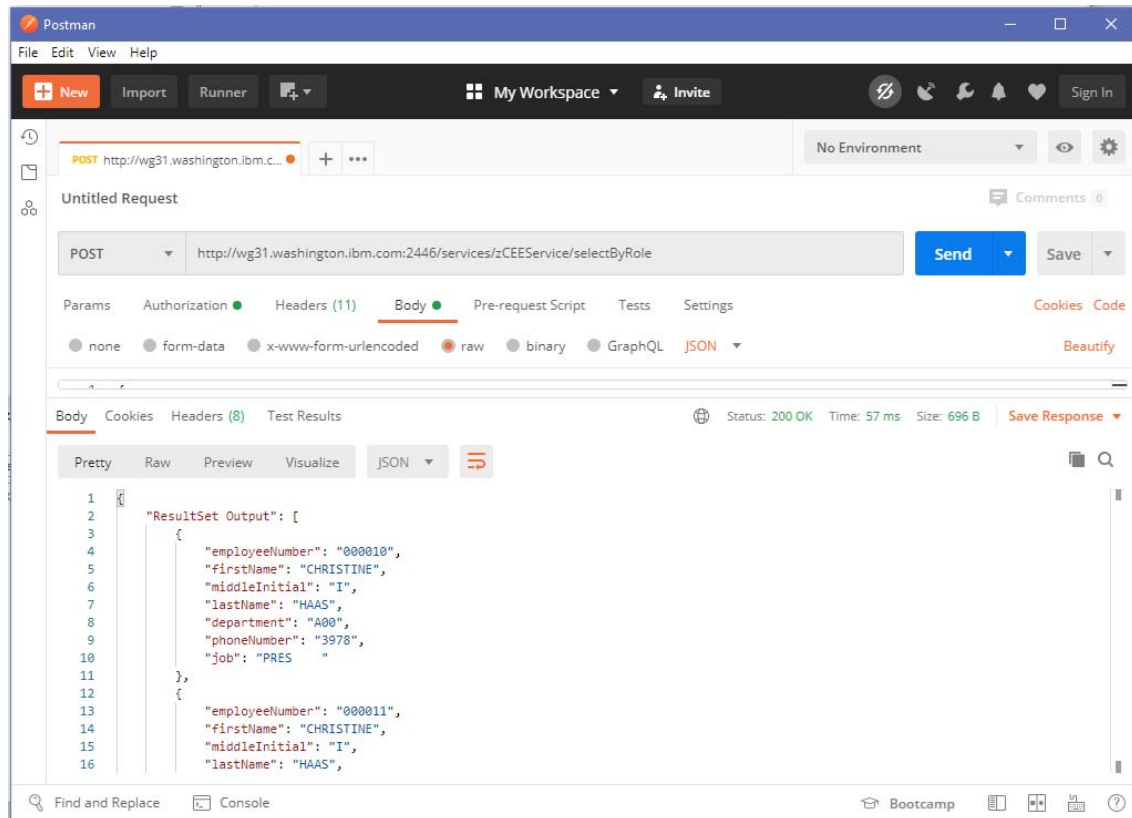 Postman
File Edit View Help
New Import Runner My Workspace Invite Sign In
POST http://wg31.washington.ibm.c... No Environment
Untitled Request Comments 0
POST http://wg31.washington.ibm.com:2446/services/zCEEService/selectByRole Send Save
Params Authorization Headers (11) Body Pre-request Script Tests Settings Cookies Code
none form-data x-www-form-urlencoded raw binary GraphQL JSON Beautify
Body Cookies Headers (8) Test Results Status: 200 OK Time: 57 ms Size: 696 B Save Response
Pretty Raw Preview Visualize JSON
1 {
2 "ResultSet Output": [
3 {
4 "employeeNumber": "000010",
5 "firstName": "CHRISTINE",
6 "middleInitial": "I",
7 "lastName": "HAAS",
8 "department": "A00",
9 "phoneNumber": "3978",
10 "job": "PRES    "
11 },
12 {
13 "employeeNumber": "000011",
14 "firstName": "CHRISTINE",
15 "middleInitial": "I",
16 "lastName": "HAAS",
Find and Replace Console Bootcamp